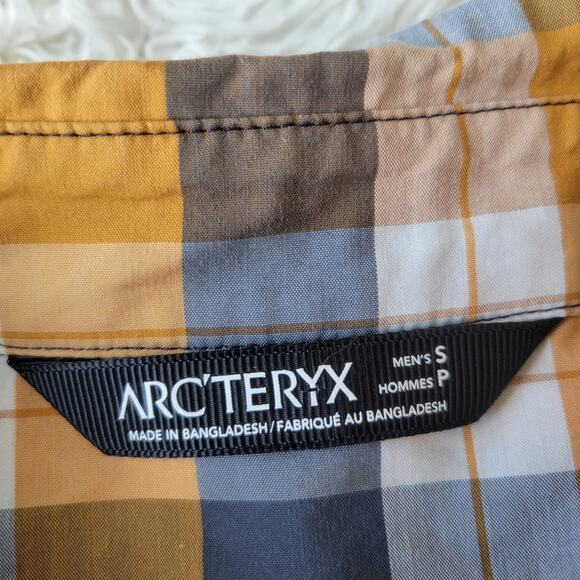 ARC'TERYX
MEN'S S
HOMMES P
MADE IN BANGLADESH/FABRIQUÉ AU BANGLADESH